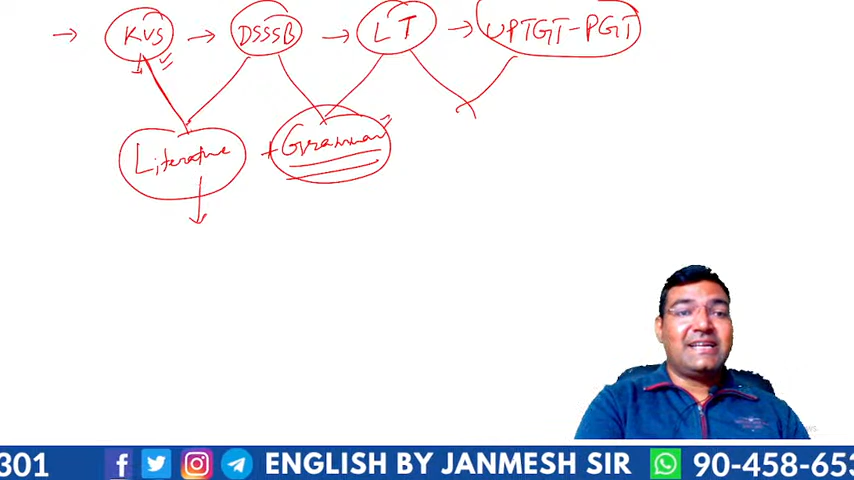 → KVS → DSSSB → LT → UPTGT-PGT
Literature + Grammar
301 ENGLISH BY JANMESH SIR 90-458-653